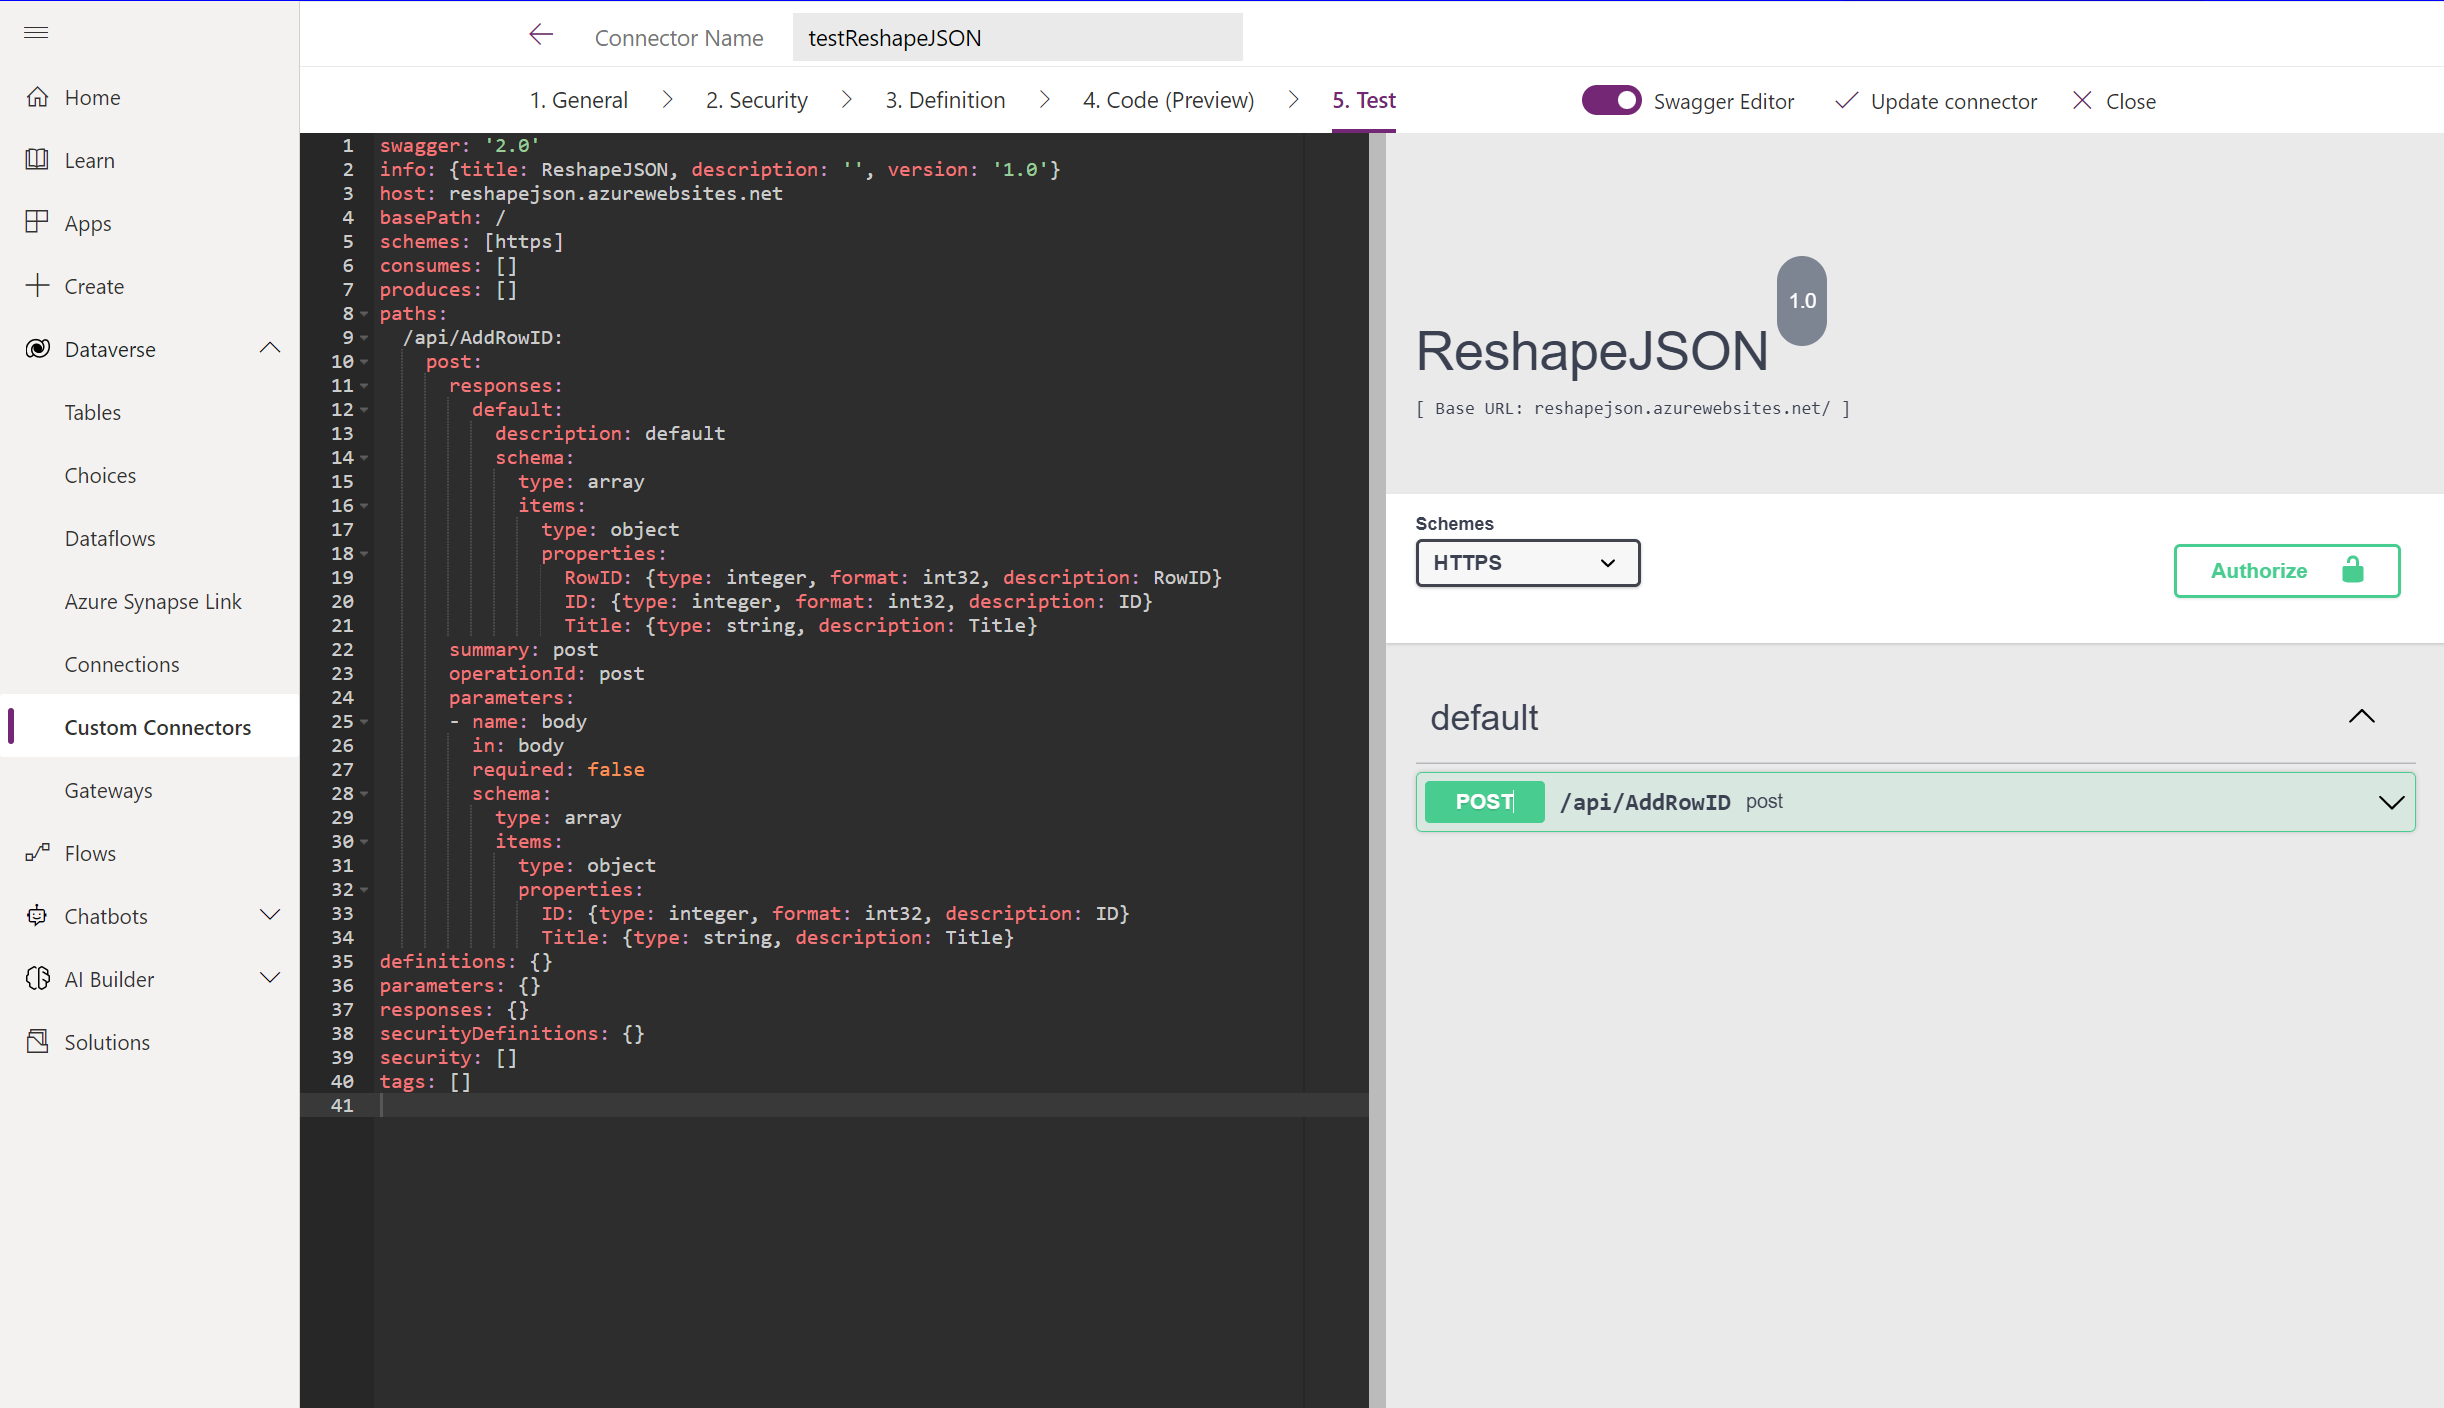 Connector Name
testReshapeJSON
1. General
2. Security
3. Definition
4. Code (Preview)
5. Test
Swagger Editor
Update connector
Close
Home
Learn
Apps
Create
Dataverse
Tables
Choices
Dataflows
Azure Synapse Link
Connections
Custom Connectors
Gateways
Flows
Chatbots
AI Builder
Solutions
1 swagger: '2.0'
2 info: {title: ReshapeJSON, description: '', version: '1.0'}
3 host: reshapejson.azurewebsites.net
4 basePath: /
5 schemes: [https]
6 consumes: []
7 produces: []
8 paths:
9   /api/AddRowID:
10     post:
11       responses:
12         default:
13           description: default
14           schema:
15             type: array
16             items:
17               type: object
18               properties:
19                 RowID: {type: integer, format: int32, description: RowID}
20                 ID: {type: integer, format: int32, description: ID}
21                 Title: {type: string, description: Title}
22       summary: post
23       operationId: post
24       parameters:
25       - name: body
26         in: body
27         required: false
28         schema:
29           type: array
30           items:
31             type: object
32             properties:
33               ID: {type: integer, format: int32, description: ID}
34               Title: {type: string, description: Title}
35 definitions: {}
36 parameters: {}
37 responses: {}
38 securityDefinitions: {}
39 security: []
40 tags: []
41
ReshapeJSON 1.0
[ Base URL: reshapejson.azurewebsites.net/ ]
Schemes
HTTPS
Authorize
default
POST /api/AddRowID post